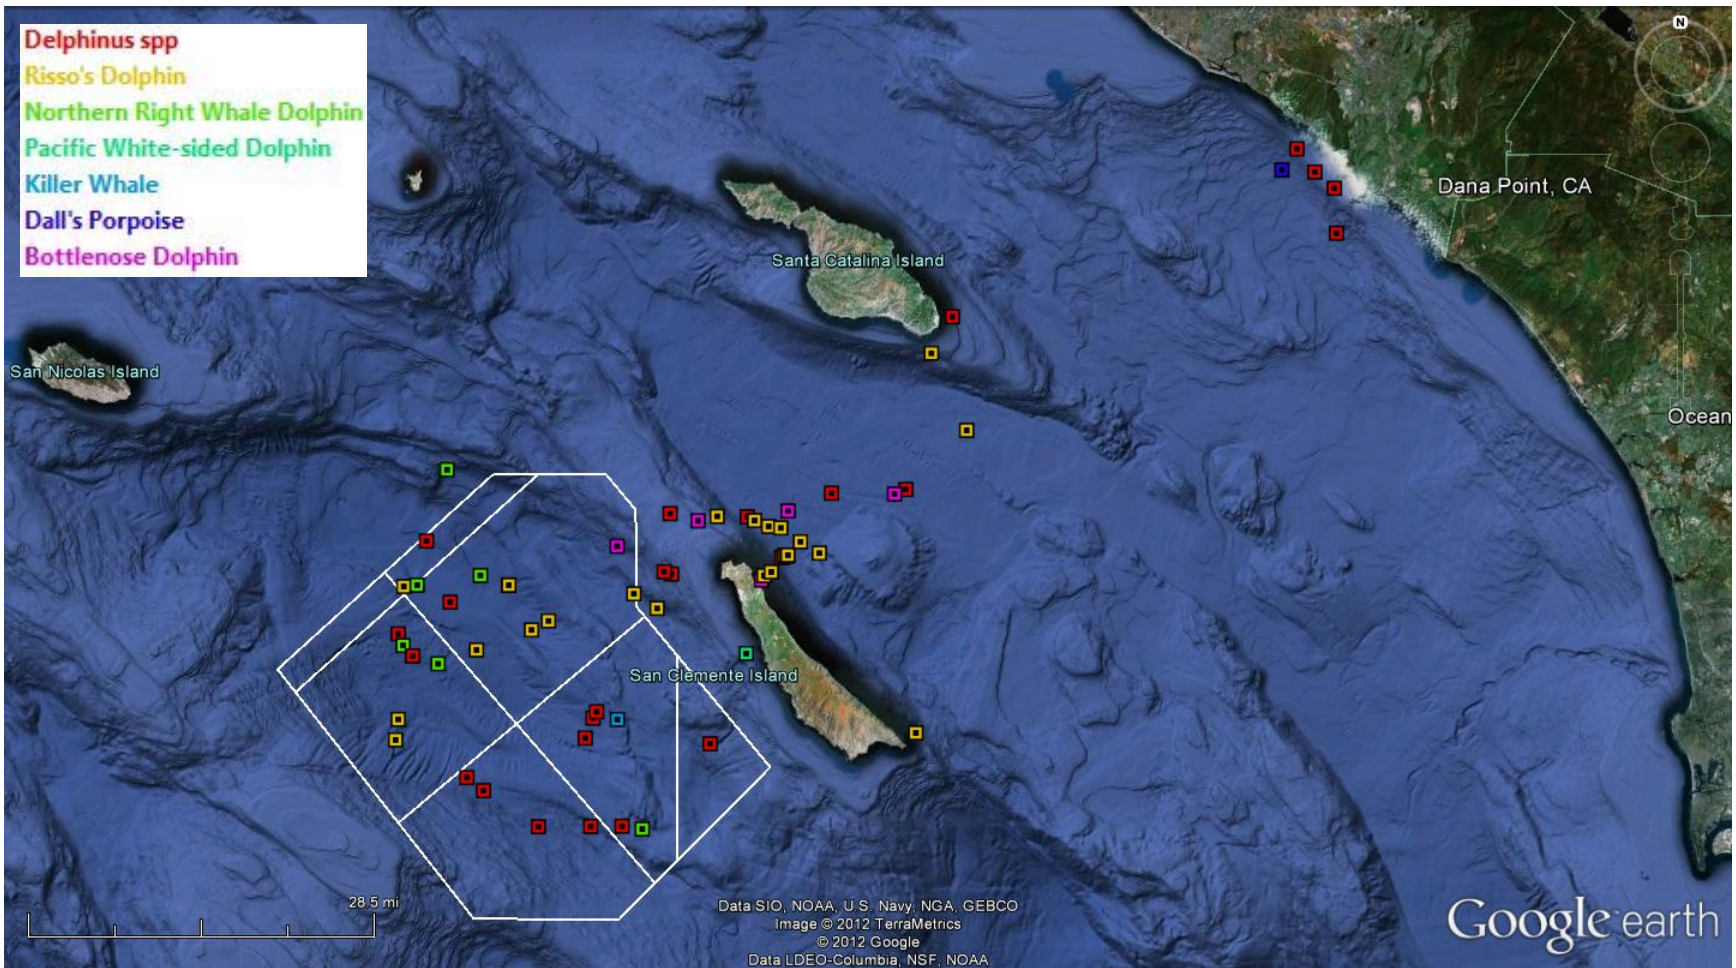 Delphinus spp
Risso's Dolphin
Northern Right Whale Dolphin
Pacific White-sided Dolphin
Killer Whale
Dall's Porpoise
Bottlenose Dolphin
N
Dana Point, CA
Santa Catalina Island
San Nicolas Island
Ocean
San Clemente Island
28.5 mi
Data SIO, NOAA, U.S. Navy, NGA, GEBCO
Image © 2012 TerraMetrics
© 2012 Google
Data LDEO-Columbia, NSF, NOAA
Google earth